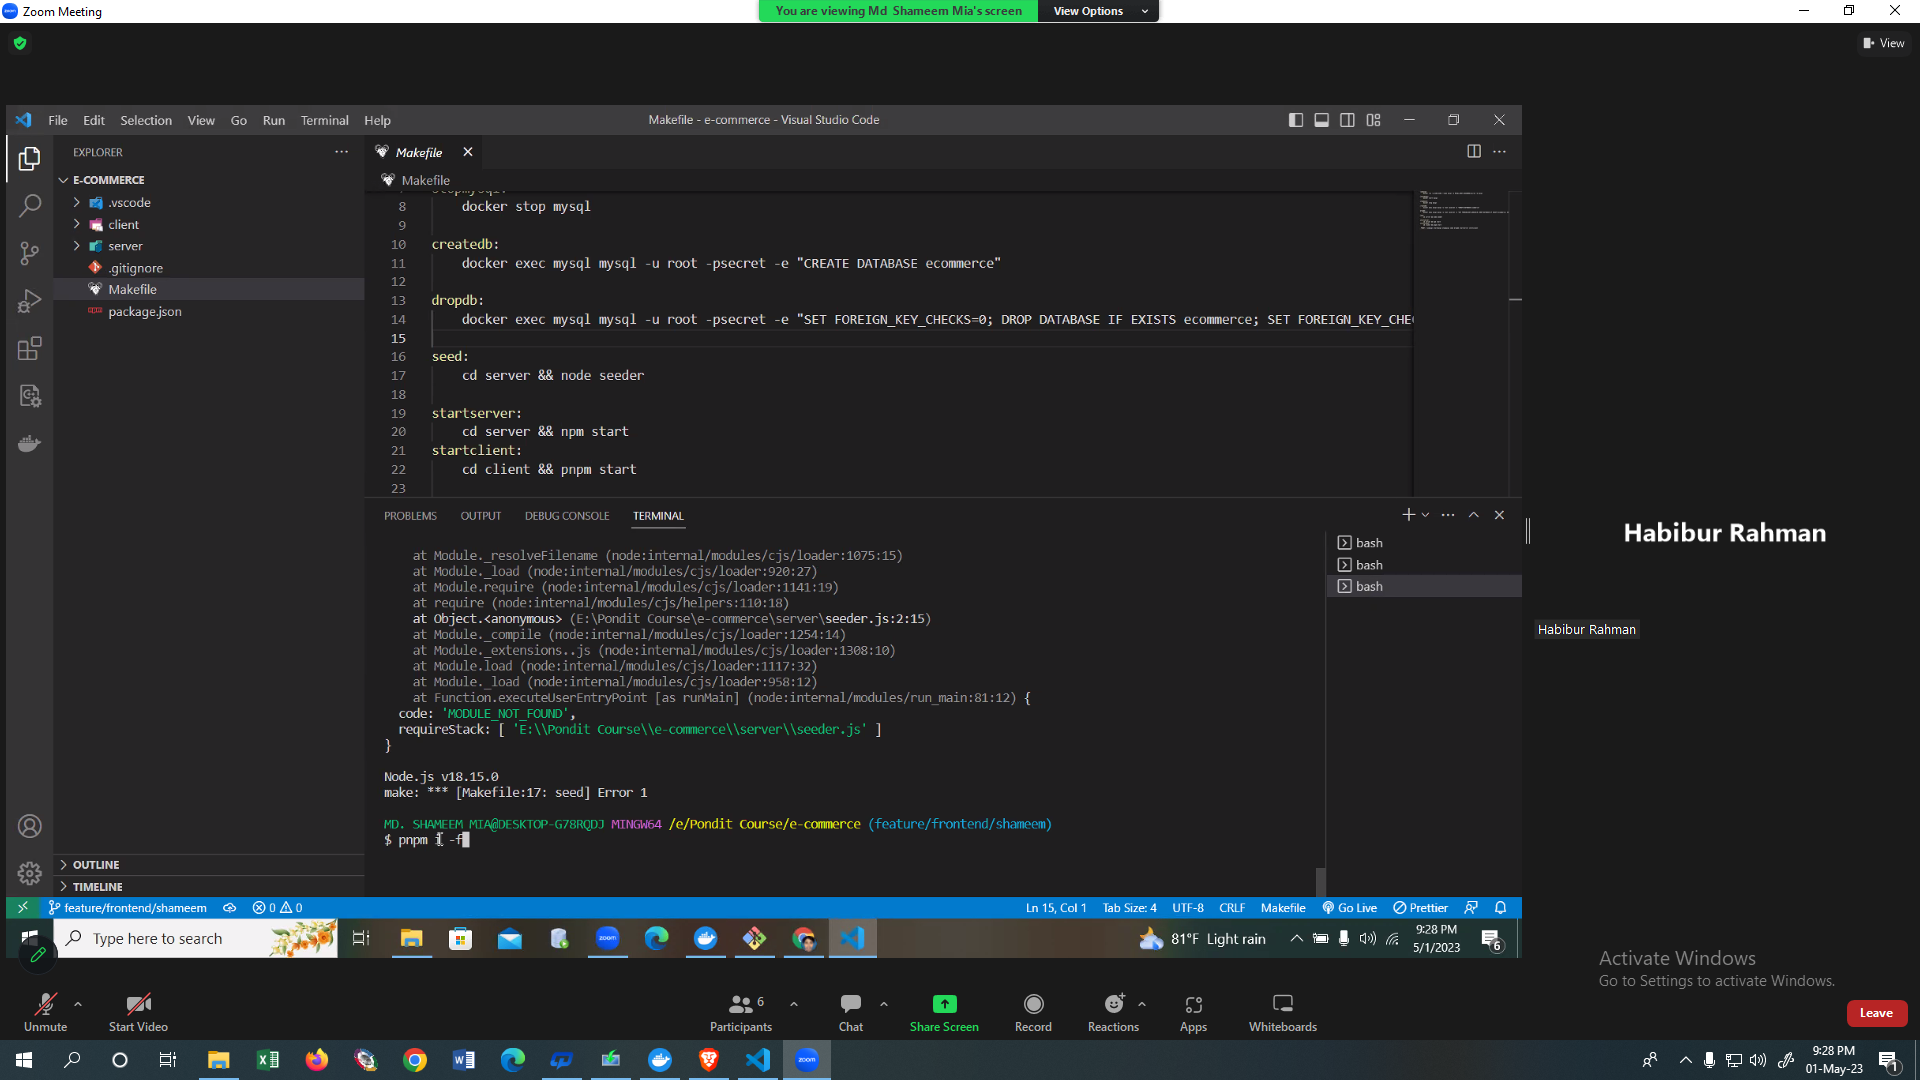 Zoom Meeting
You are viewing Md Shameem Mia's screen
View Options
View
File Edit Selection View Go Run Terminal Help
Makefile - e-commerce - Visual Studio Code
EXPLORER
Makefile
E-COMMERCE
.vscode
client
server
.gitignore
Makefile
package.json
Makefile
8 docker stop mysql
9
10 createdb:
11 docker exec mysql mysql -u root -psecret -e "CREATE DATABASE ecommerce"
12
13 dropdb:
14 docker exec mysql mysql -u root -psecret -e "SET FOREIGN_KEY_CHECKS=0; DROP DATABASE IF EXISTS ecommerce; SET FOREIGN_KEY_CHE
15
16 seed:
17 cd server && node seeder
18
19 startserver:
20 cd server && npm start
21 startclient:
22 cd client && pnpm start
23
PROBLEMS OUTPUT DEBUG CONSOLE TERMINAL
at Module._resolveFilename (node:internal/modules/cjs/loader:1075:15)
at Module._load (node:internal/modules/cjs/loader:920:27)
at Module.require (node:internal/modules/cjs/loader:1141:19)
at require (node:internal/modules/cjs/helpers:110:18)
at Object.<anonymous> (E:\Pondit Course\e-commerce\server\seeder.js:2:15)
at Module._compile (node:internal/modules/cjs/loader:1254:14)
at Module._extensions..js (node:internal/modules/cjs/loader:1308:10)
at Module.load (node:internal/modules/cjs/loader:1117:32)
at Module._load (node:internal/modules/cjs/loader:958:12)
at Function.executeUserEntryPoint [as runMain] (node:internal/modules/run_main:81:12) {
code: 'MODULE_NOT_FOUND',
requireStack: [ 'E:\\Pondit Course\\e-commerce\\server\\seeder.js' ]
}
Node.js v18.15.0
make: *** [Makefile:17: seed] Error 1
MD. SHAMEEM MIA@DESKTOP-G78RQDJ MINGW64 /e/Pondit Course/e-commerce (feature/frontend/shameem)
$ pnpm i -f
bash
bash
bash
OUTLINE
TIMELINE
feature/frontend/shameem
0 0
Ln 15, Col 1 Tab Size: 4 UTF-8 CRLF Makefile Go Live Prettier
Type here to search
81°F Light rain
9:28 PM
5/1/2023
6
Habibur Rahman
Habibur Rahman
Activate Windows
Go to Settings to activate Windows.
Unmute
Start Video
6
Participants
Chat
Share Screen
Record
Reactions
Apps
Whiteboards
Leave
zoom
9:28 PM
01-May-23
1